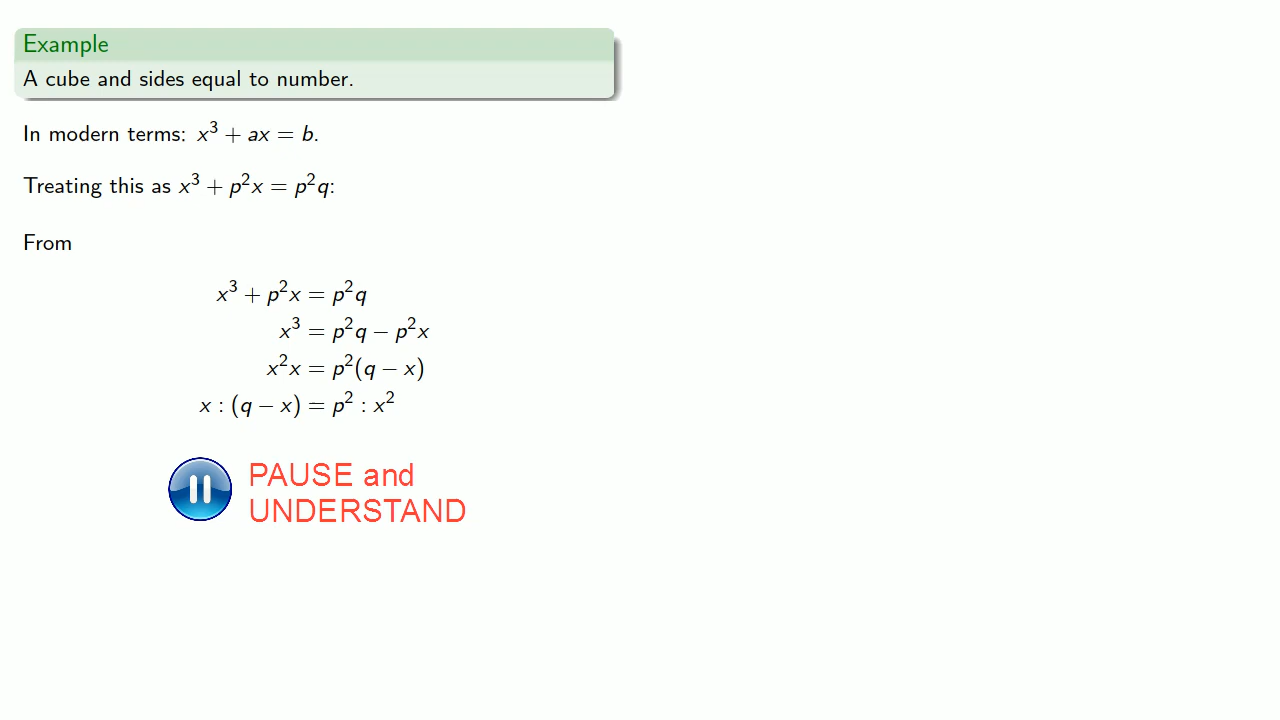 Example
A cube and sides equal to number.
In modern terms: x³ + ax = b.
Treating this as x³ + p²x = p²q:
From
x³ + p²x = p²q
x³ = p²q − p²x
x²x = p²(q − x)
x : (q − x) = p² : x²
PAUSE and
UNDERSTAND